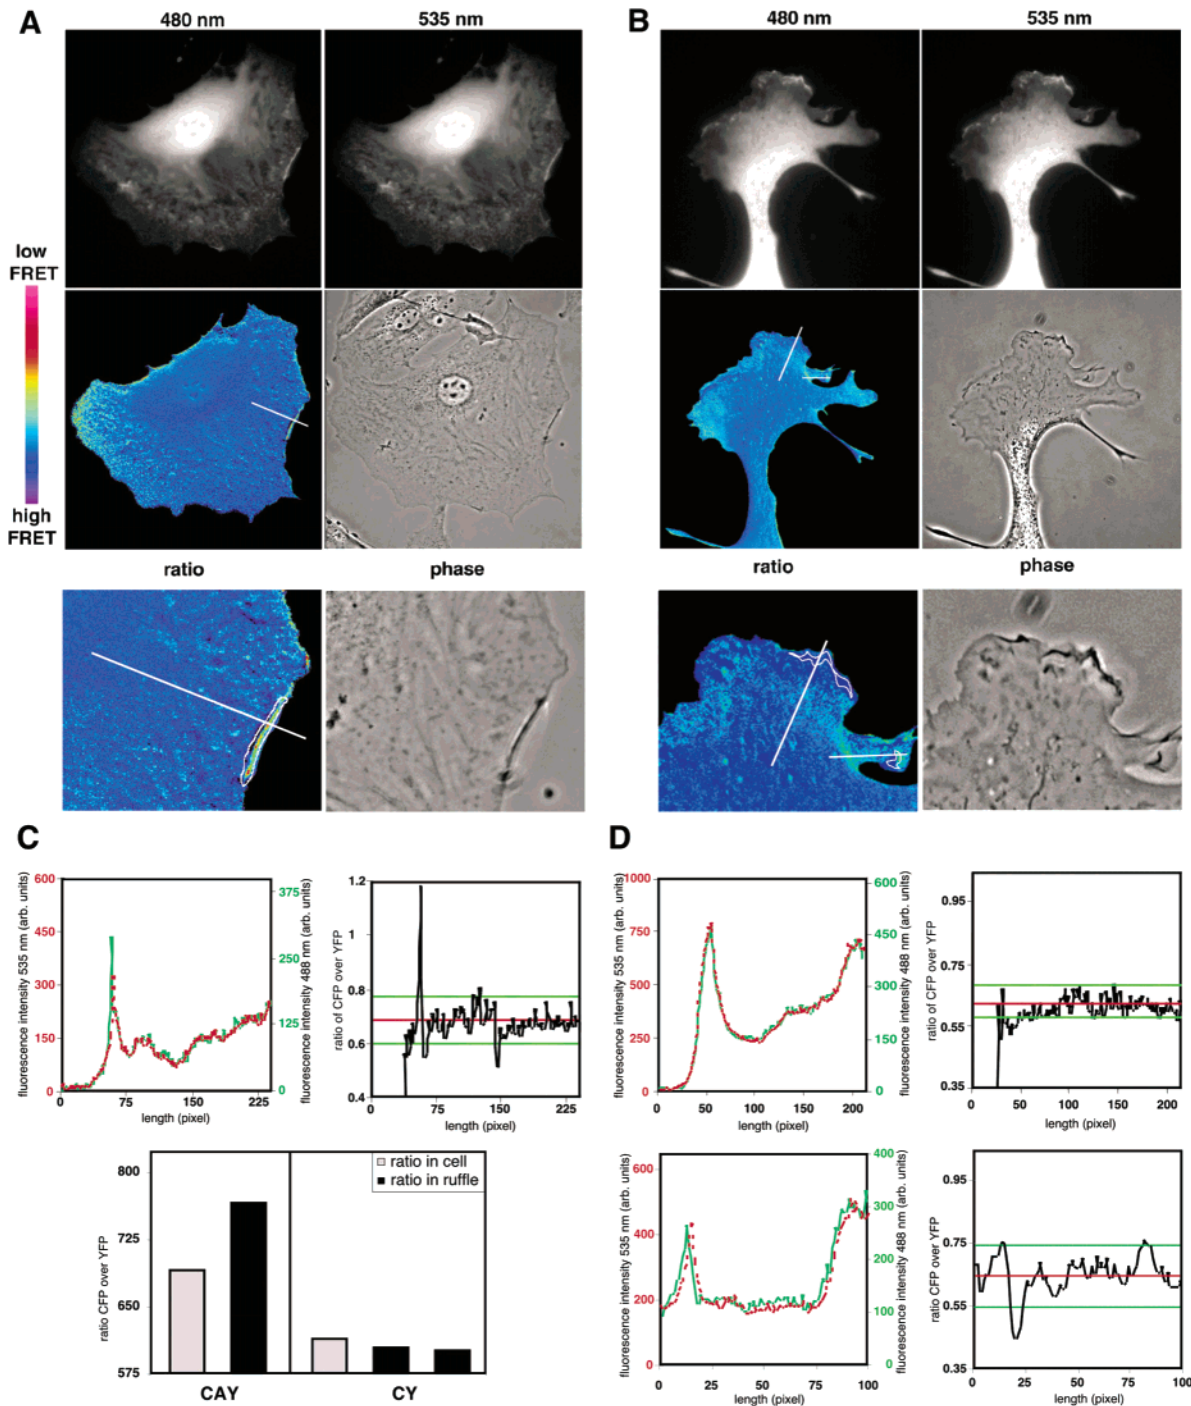 A
480 nm
535 nm
B
480 nm
535 nm
low
FRET
high
FRET
ratio
phase
ratio
phase
C
D
fluorescence intensity 535 nm (arb. units)
600
450
300
150
0
375
250
125
0
fluorescence intensity 488 nm (arb. units)
0 75 150 225
length (pixel)
ratio of CFP over YFP
1.2
1
0.8
0.6
0.4
0 75 150 225
length (pixel)
fluorescence intensity 535 nm (arb. units)
1000
750
500
250
0
600
450
300
150
0
fluorescence intensity 488 nm (arb. units)
0 50 100 150 200
length (pixel)
ratio of CFP over YFP
0.95
0.75
0.55
0.35
0 50 100 150 200
length (pixel)
ratio CFP over YFP
800
725
650
575
ratio in cell
ratio in ruffle
CAY
CY
fluorescence intensity 535 nm (arb. units)
600
400
200
0
400
300
200
100
0
fluorescence intensity 488 nm (arb. units)
0 25 50 75 100
length (pixel)
ratio CFP over YFP
0.95
0.75
0.55
0.35
0 25 50 75 100
length (pixel)